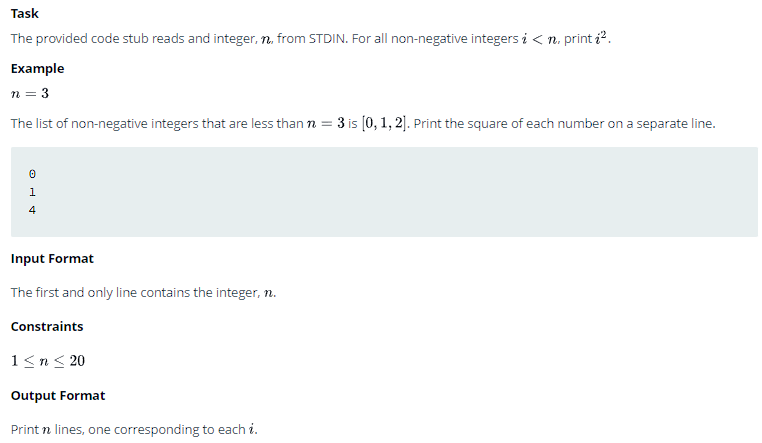 Task
The provided code stub reads and integer, n, from STDIN. For all non-negative integers i < n, print i².
Example
n = 3
The list of non-negative integers that are less than n = 3 is [0, 1, 2]. Print the square of each number on a separate line.
0
1
4
Input Format
The first and only line contains the integer, n.
Constraints
1 ≤ n ≤ 20
Output Format
Print n lines, one corresponding to each i.